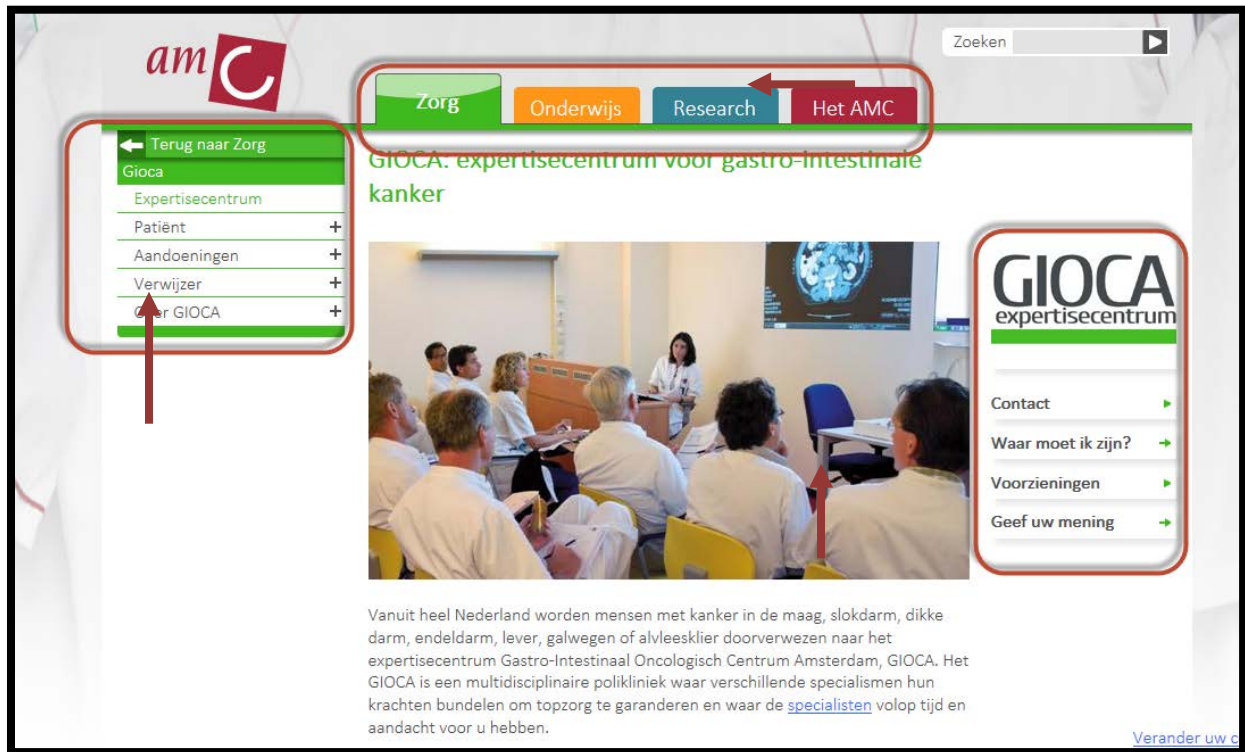 am C
Zoeken
Zorg
Onderwijs
Research
Het AMC
Terug naar Zorg
Gioca
Expertisecentrum
Patiënt +
Aandoeningen +
Verwijzer +
Over GIOCA +
GIOCA: expertisecentrum voor gastro-intestinale
kanker
GIOCA
expertisecentrum
Contact
Waar moet ik zijn?
Voorzieningen
Geef uw mening
Vanuit heel Nederland worden mensen met kanker in de maag, slokdarm, dikke
darm, endeldarm, lever, galwegen of alvleesklier doorverwezen naar het
expertisecentrum Gastro-Intestinaal Oncologisch Centrum Amsterdam, GIOCA. Het
GIOCA is een multidisciplinaire polikliniek waar verschillende specialismen hun
krachten bundelen om topzorg te garanderen en waar de specialisten volop tijd en
aandacht voor u hebben.
Verander uw c